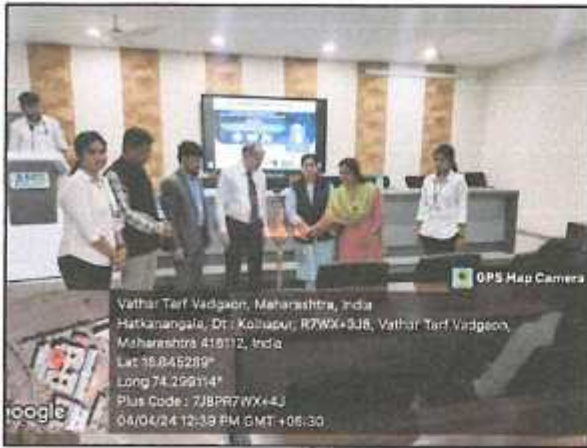 GPS Map Camera
Vathar Tarf Vadgaon, Maharashtra, India
Hatkanangale, Dt : Kolhapur, R7WX+3J8, Vathar Tarf Vadgaon,
Maharashtra 416112, India
Lat 16.845289°
Long 74.299114°
Plus Code : 7J8PR7WX+4J
04/04/24 12:39 PM GMT +05:30
Google